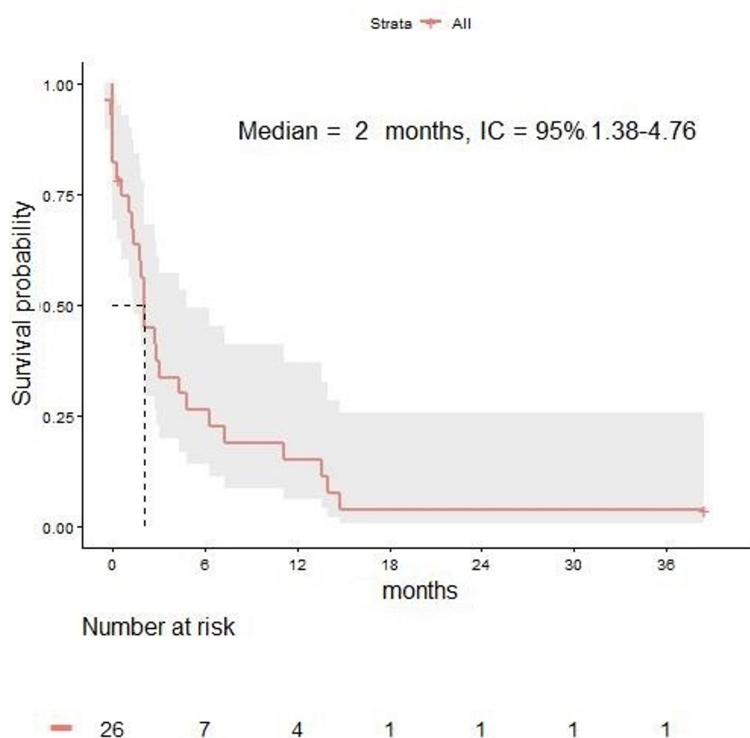 Strata All
1.00
Median = 2 months, IC = 95% 1.38-4.76
0.75
Survival probability
0.50
0.25
0.00
0 6 12 18 24 30 36
months
Number at risk
26 7 4 1 1 1 1